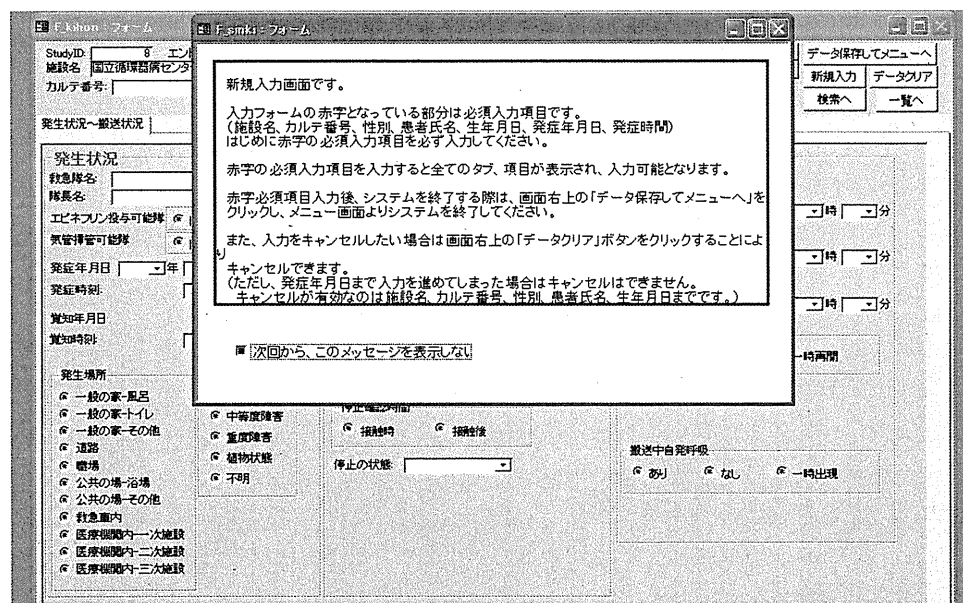 F_kihon : フォーム
StudyID: 8 エント
施設名 国立循環器病センタ
カルテ番号:
データ保存してメニューへ
新規入力 データクリア
検索へ 一覧へ
発生状況～搬送状況
F_sinki : フォーム
新規入力画面です。
入力フォームの赤字となっている部分は必須入力項目です。
(施設名、カルテ番号、性別、患者氏名、生年月日、発症年月日、発症時間)
はじめに赤字の必須入力項目を必ず入力してください。
赤字の必須入力項目を入力すると全てのタブ、項目が表示され、入力可能となります。
赤字必須項目入力後、システムを終了する際は、画面右上の「データ保存してメニューへ」を
クリックし、メニュー画面よりシステムを終了してください。
また、入力をキャンセルしたい場合は画面右上の「データクリア」ボタンをクリックすることによ
り
キャンセルできます。
(ただし、発症年月日まで入力を進めてしまった場合はキャンセルはできません。
キャンセルが有効なのは施設名、カルテ番号、性別、患者氏名、生年月日までです。)
次回から、このメッセージを表示しない
発生状況
救急隊名:
隊長名:
エピネフリン投与可能隊
気管挿管可能隊
発症年月日 年
発症時刻:
覚知年月日
覚知時刻:
時 分
時 分
時 分
一時再開
発生場所
一般の家-風呂
一般の家-トイレ
一般の家-その他
道路
職場
公共の場-浴場
公共の場-その他
救急車内
医療機関内-一次施設
医療機関内-二次施設
医療機関内-三次施設
中等度障害
重度障害
植物状態
不明
停止確認時間
接触時 接触後
停止の状態:
搬送中自発呼吸
あり なし 一時出現